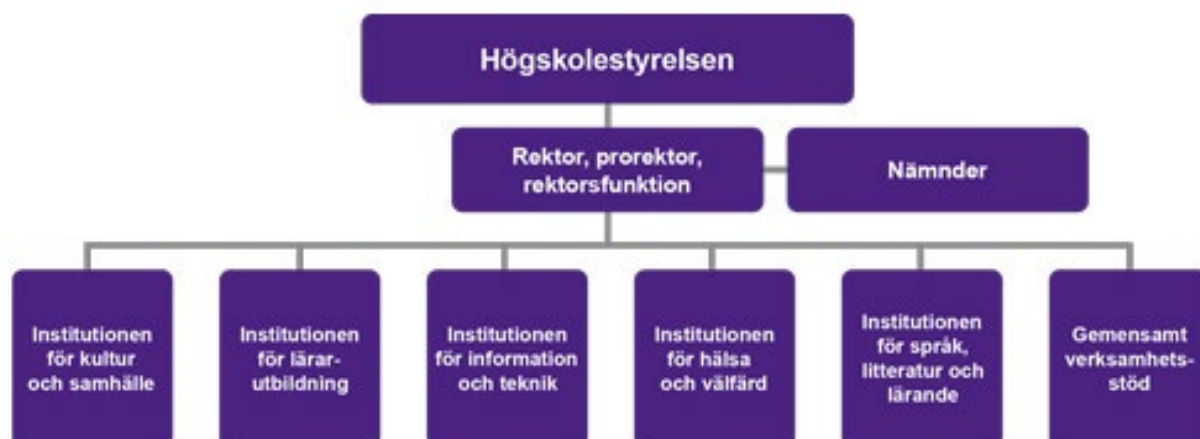 Högskolestyrelsen
Rektor, prorektor,
rektorsfunktion
Nämnder
Institutionen
för kultur
och samhälle
Institutionen
för lärar-
utbildning
Institutionen
för information
och teknik
Institutionen
för hälsa
och välfärd
Institutionen
för språk,
litteratur och
lärande
Gemensamt
verksamhets-
stöd